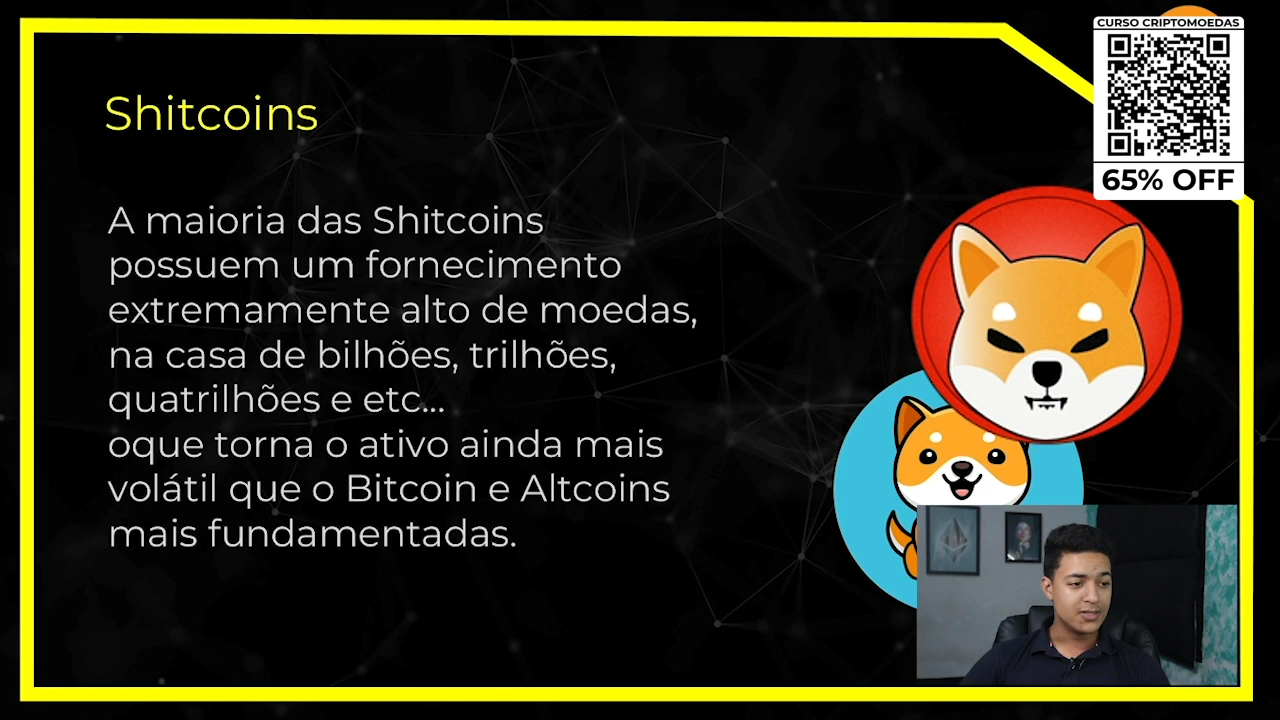 CURSO CRIPTOMOEDAS
65% OFF
Shitcoins
A maioria das Shitcoins
possuem um fornecimento
extremamente alto de moedas,
na casa de bilhões, trilhões,
quatrilhões e etc...
oque torna o ativo ainda mais
volátil que o Bitcoin e Altcoins
mais fundamentadas.